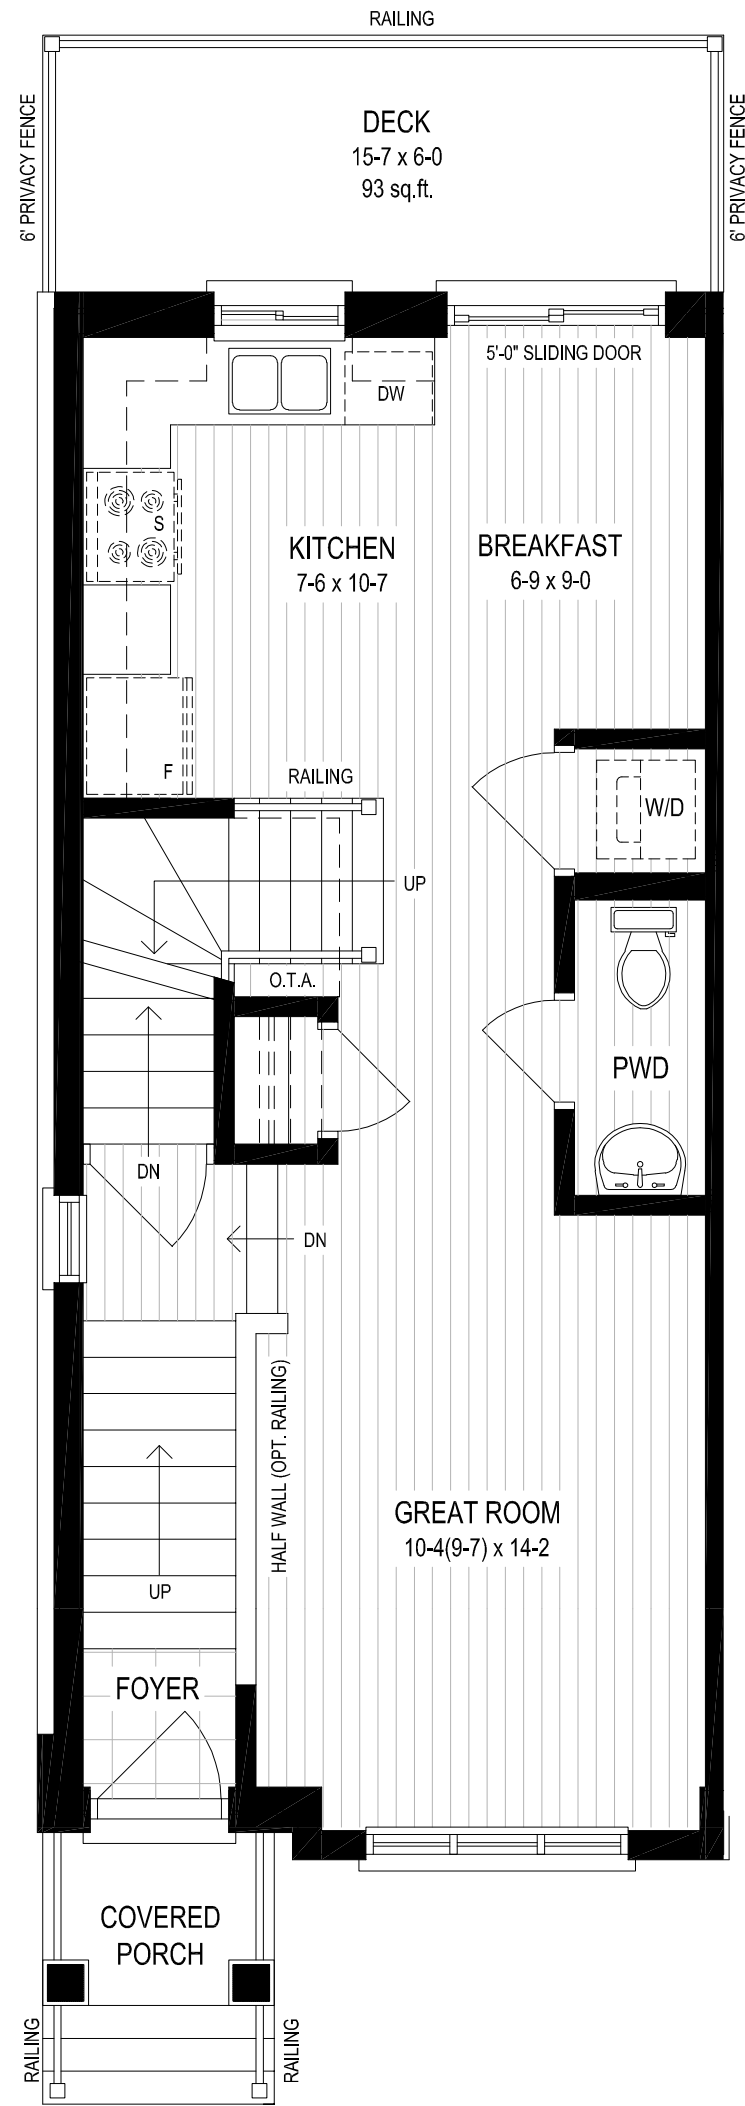 RAILING
6' PRIVACY FENCE
6' PRIVACY FENCE
DECK
15-7 x 6-0
93 sq.ft.
5'-0" SLIDING DOOR
DW
S
KITCHEN
7-6 x 10-7
BREAKFAST
6-9 x 9-0
F
RAILING
W/D
UP
O.T.A.
PWD
DN
DN
HALF WALL (OPT. RAILING)
GREAT ROOM
10-4(9-7) x 14-2
UP
FOYER
COVERED
PORCH
RAILING
RAILING